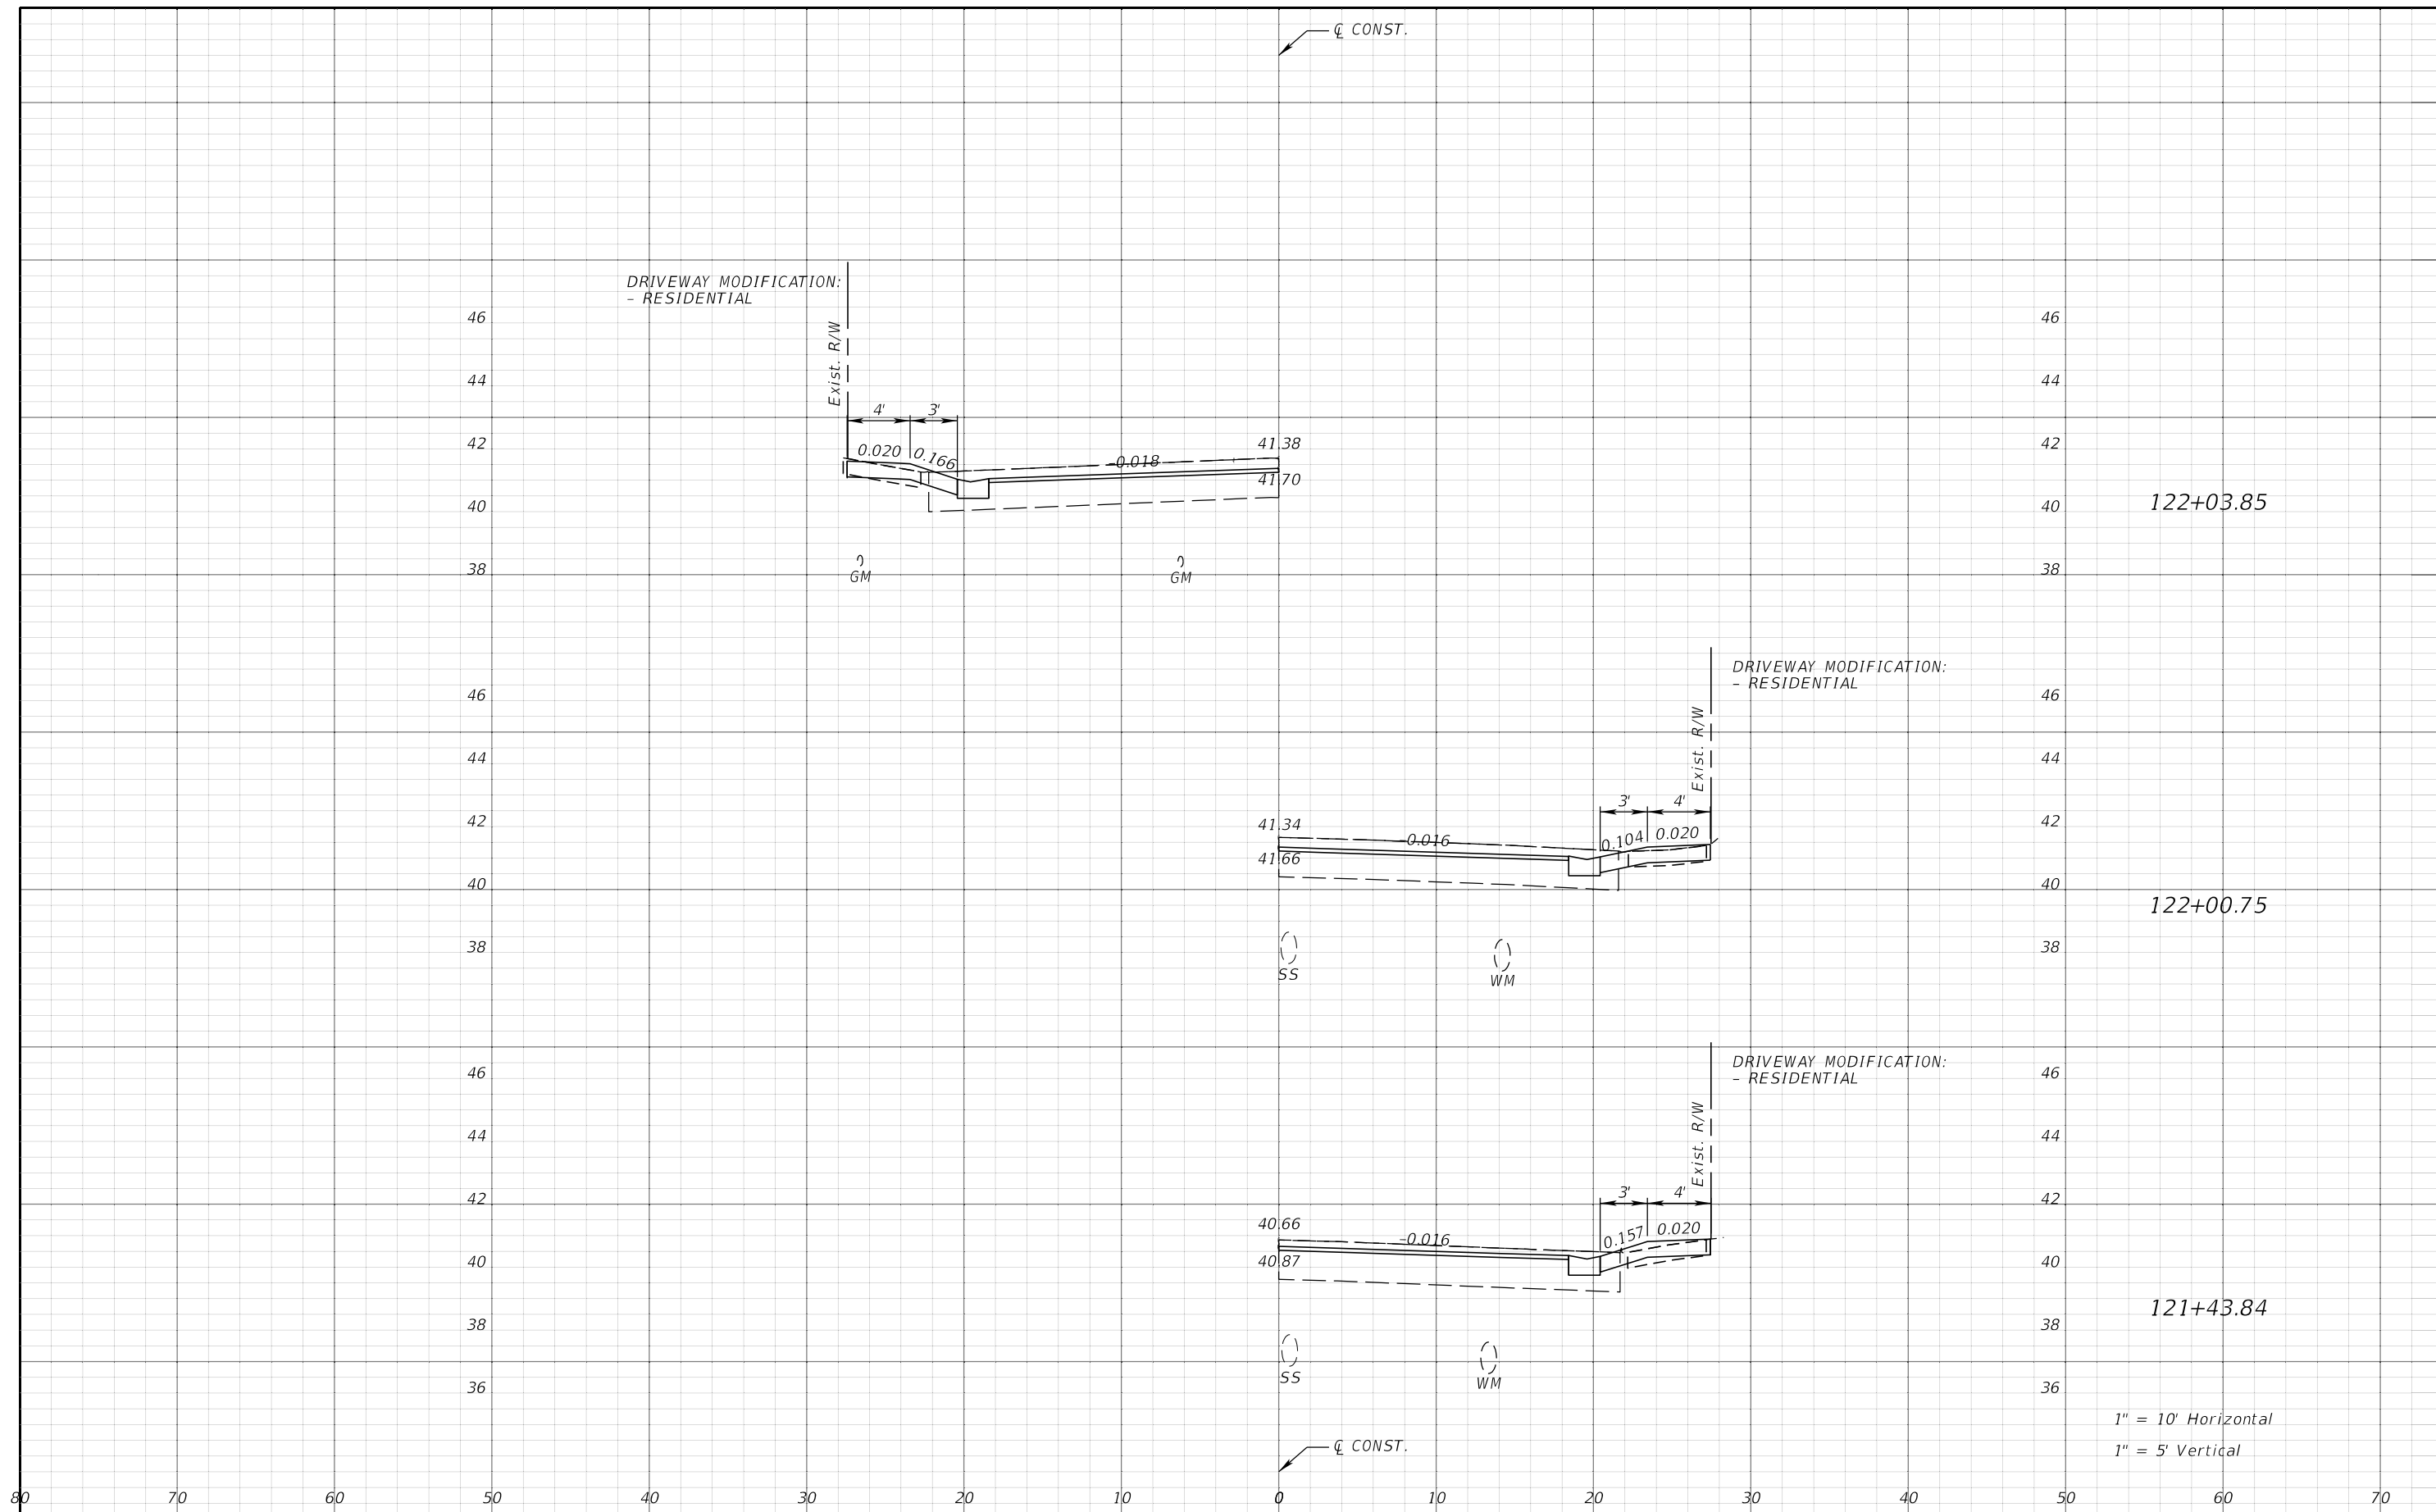 ℄ CONST.
DRIVEWAY MODIFICATION:
– RESIDENTIAL
46
46
Exist. R/W
44
44
4' 3'
42
0.020 0.166
–0.018
41.38
42
41.70
40
40
122+03.85
38
GM
GM
38
DRIVEWAY MODIFICATION:
– RESIDENTIAL
46
46
Exist. R/W
44
44
3' 4'
42
41.34
–0.016
0.104 0.020
42
41.66
40
40
122+00.75
38
SS
WM
38
DRIVEWAY MODIFICATION:
– RESIDENTIAL
46
46
Exist. R/W
44
44
3' 4'
42
42
40.66
–0.016
0.157 0.020
40
40.87
40
121+43.84
38
38
SS
WM
36
36
1" = 10' Horizontal
℄ CONST.
1" = 5' Vertical
80 70 60 50 40 30 20 10 0 10 20 30 40 50 60 70